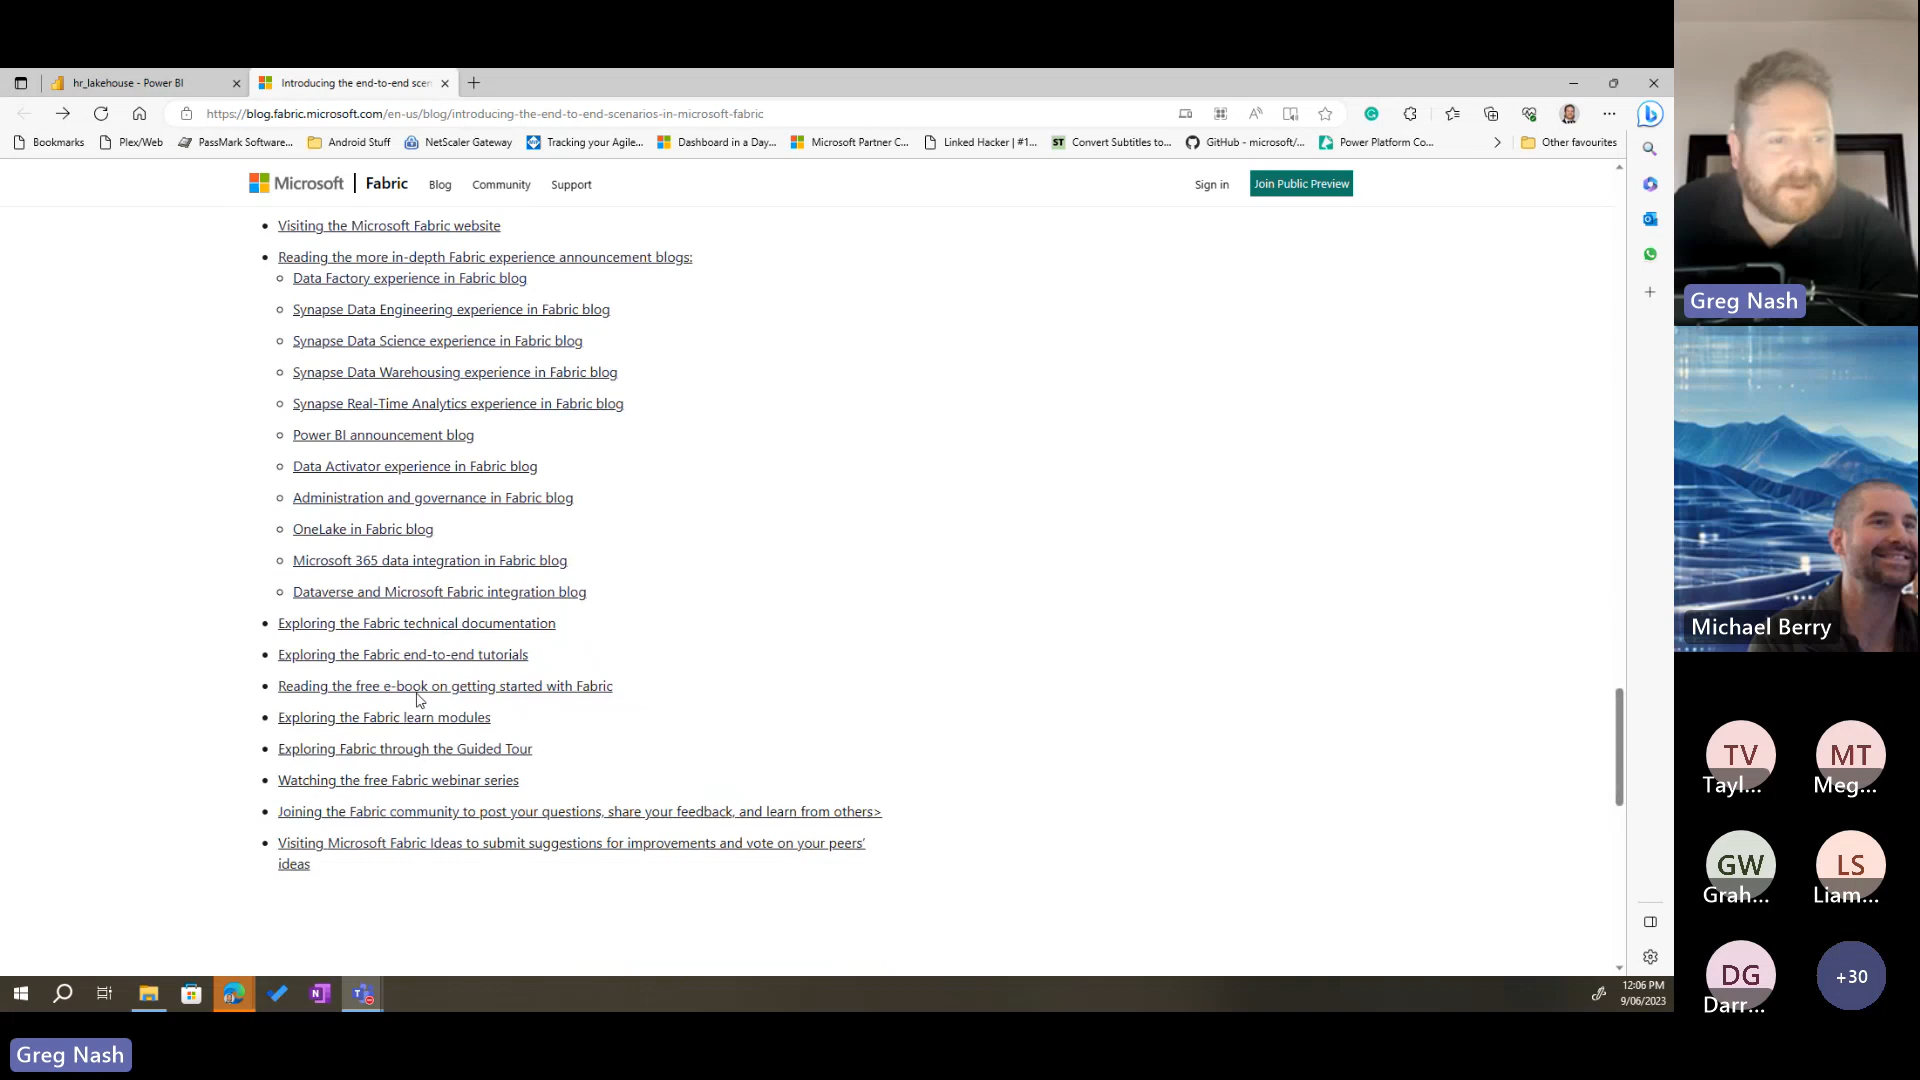 hr_lakehouse - Power BI
Introducing the end-to-end scen
https://blog.fabric.microsoft.com/en-us/blog/introducing-the-end-to-end-scenarios-in-microsoft-fabric
Bookmarks
Plex/Web
PassMark Software...
Android Stuff
NetScaler Gateway
Tracking your Agile...
Dashboard in a Day...
Microsoft Partner C...
Linked Hacker | #1...
ST Convert Subtitles to...
GitHub - microsoft/...
Power Platform Co...
Other favourites
Microsoft | Fabric Blog Community Support Sign in Join Public Preview
• Visiting the Microsoft Fabric website
• Reading the more in-depth Fabric experience announcement blogs:
Data Factory experience in Fabric blog
Synapse Data Engineering experience in Fabric blog
Synapse Data Science experience in Fabric blog
Synapse Data Warehousing experience in Fabric blog
Synapse Real-Time Analytics experience in Fabric blog
Power BI announcement blog
Data Activator experience in Fabric blog
Administration and governance in Fabric blog
OneLake in Fabric blog
Microsoft 365 data integration in Fabric blog
Dataverse and Microsoft Fabric integration blog
• Exploring the Fabric technical documentation
• Exploring the Fabric end-to-end tutorials
• Reading the free e-book on getting started with Fabric
• Exploring the Fabric learn modules
• Exploring Fabric through the Guided Tour
• Watching the free Fabric webinar series
• Joining the Fabric community to post your questions, share your feedback, and learn from others>
• Visiting Microsoft Fabric Ideas to submit suggestions for improvements and vote on your peers'
ideas
12:06 PM
9/06/2023
Greg Nash
Greg Nash
Michael Berry
TV
Tayl...
MT
Meg...
GW
Grah...
LS
Liam...
DG
Darr...
+30